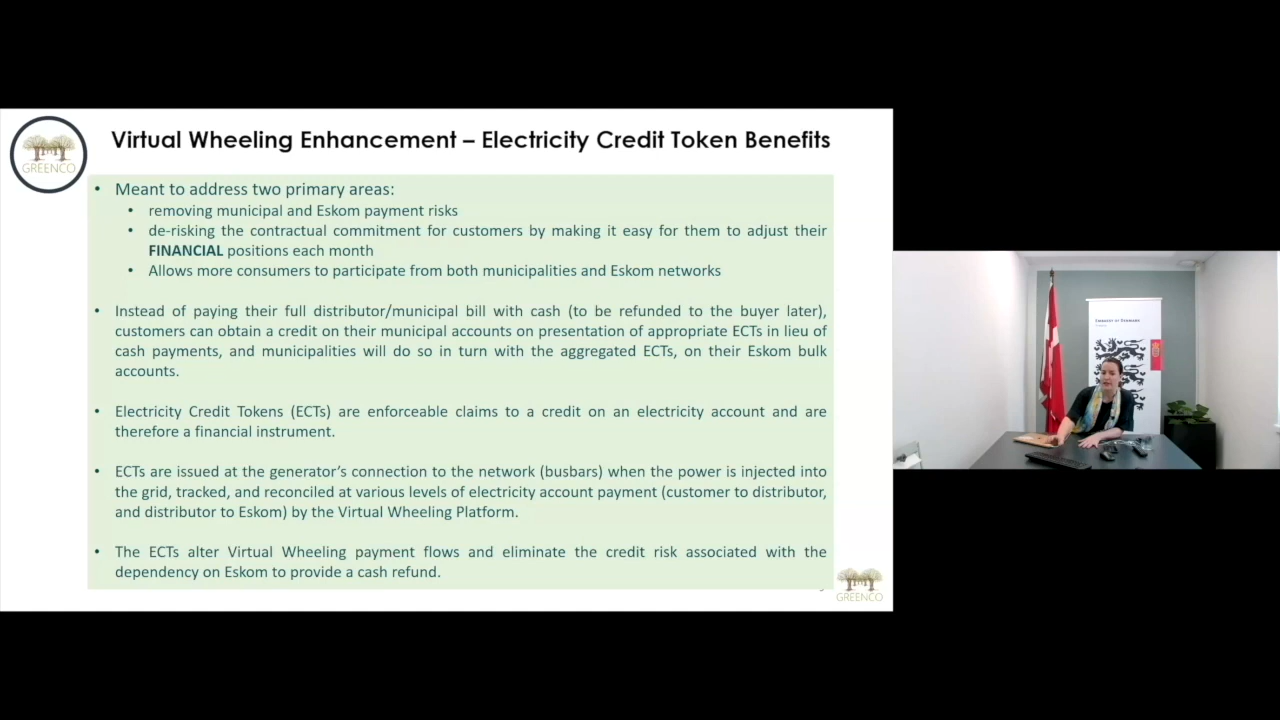 Virtual Wheeling Enhancement – Electricity Credit Token Benefits
GREENCO
• Meant to address two primary areas:
• removing municipal and Eskom payment risks
• de-risking the contractual commitment for customers by making it easy for them to adjust their
FINANCIAL positions each month
• Allows more consumers to participate from both municipalities and Eskom networks
• Instead of paying their full distributor/municipal bill with cash (to be refunded to the buyer later),
customers can obtain a credit on their municipal accounts on presentation of appropriate ECTs in lieu of
cash payments, and municipalities will do so in turn with the aggregated ECTs, on their Eskom bulk
accounts.
• Electricity Credit Tokens (ECTs) are enforceable claims to a credit on an electricity account and are
therefore a financial instrument.
• ECTs are issued at the generator's connection to the network (busbars) when the power is injected into
the grid, tracked, and reconciled at various levels of electricity account payment (customer to distributor,
and distributor to Eskom) by the Virtual Wheeling Platform.
• The ECTs alter Virtual Wheeling payment flows and eliminate the credit risk associated with the
dependency on Eskom to provide a cash refund.
GREENCO
EMBASSY OF DENMARK